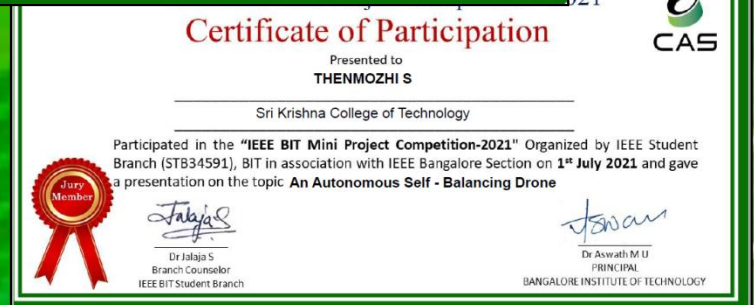 2021
Certificate of Participation
CAS
Presented to
THENMOZHI S
Sri Krishna College of Technology
Participated in the "IEEE BIT Mini Project Competition-2021" Organized by IEEE Student
Branch (STB34591), BIT in association with IEEE Bangalore Section on 1st July 2021 and gave
a presentation on the topic An Autonomous Self - Balancing Drone
Jury
Member
Jalaja S
Aswath
Dr Jalaja S
Branch Counselor
IEEE BIT Student Branch
Dr Aswath M U
PRINCIPAL
BANGALORE INSTITUTE OF TECHNOLOGY